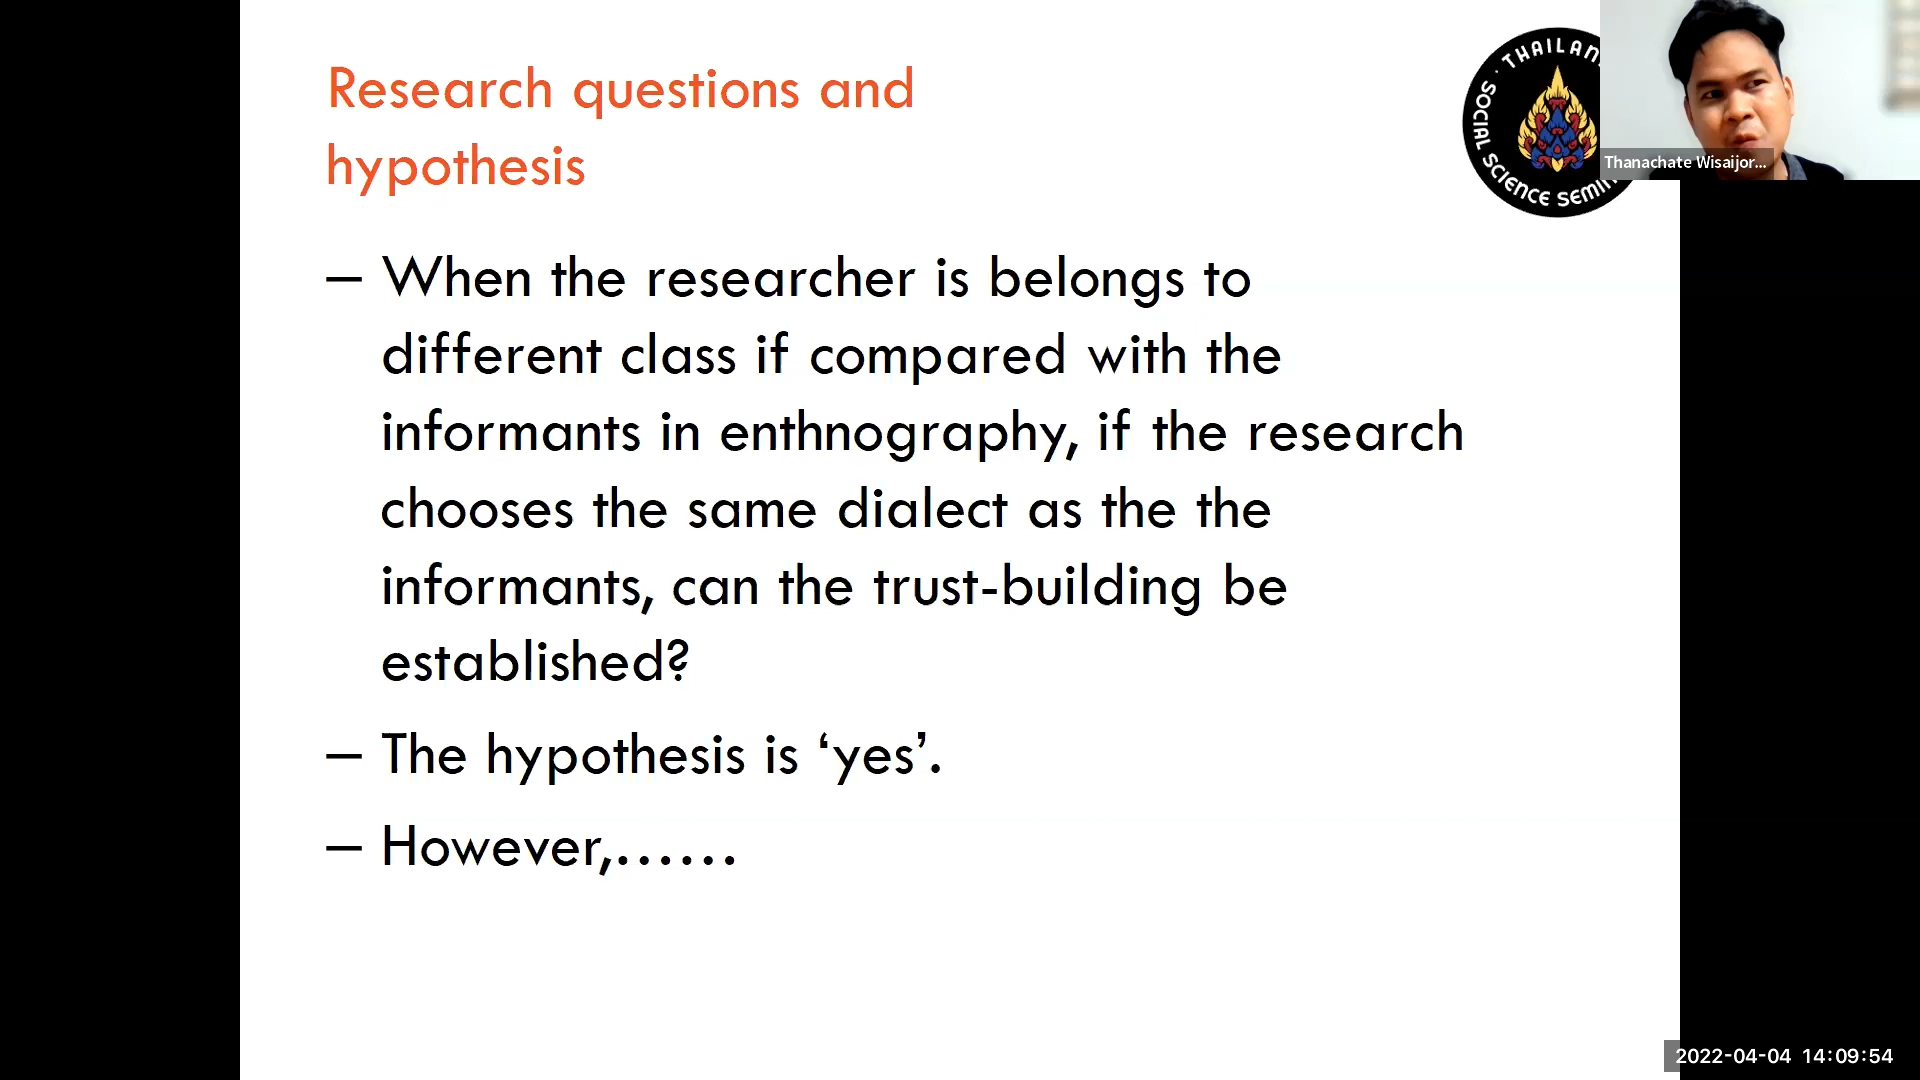 Research questions and
hypothesis
– When the researcher is belongs to
different class if compared with the
informants in enthnography, if the research
chooses the same dialect as the the
informants, can the trust-building be
established?
– The hypothesis is ‘yes’.
– However,……
SOCIAL SCIENCE
Thanachate Wisaijor...
2022-04-04 14:09:54